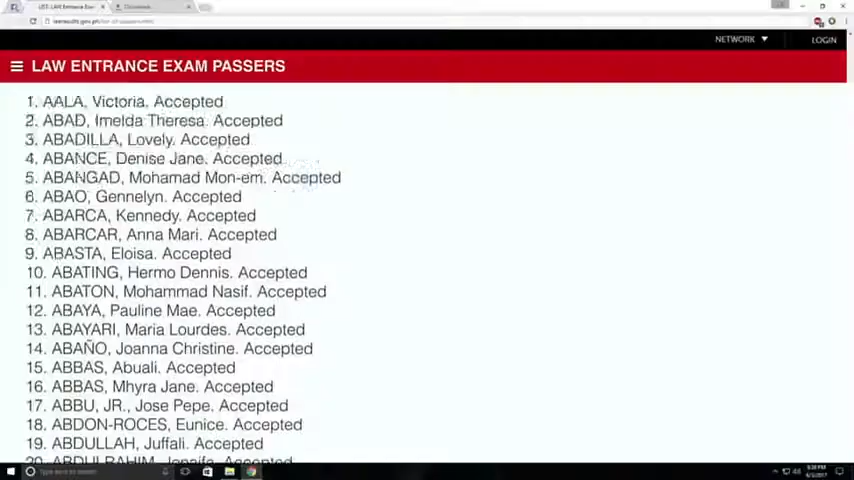 NETWORK
LOGIN
LAW ENTRANCE EXAM PASSERS
1. AALA, Victoria. Accepted
2. ABAD, Imelda Theresa. Accepted
3. ABADILLA, Lovely. Accepted
4. ABANCE, Denise Jane. Accepted
5. ABANGAD, Mohamad Mon-em. Accepted
6. ABAO, Gennelyn. Accepted
7. ABARCA, Kennedy. Accepted
8. ABARCAR, Anna Mari. Accepted
9. ABASTA, Eloisa. Accepted
10. ABATING, Hermo Dennis. Accepted
11. ABATON, Mohammad Nasif. Accepted
12. ABAYA, Pauline Mae. Accepted
13. ABAYARI, Maria Lourdes. Accepted
14. ABAÑO, Joanna Christine. Accepted
15. ABBAS, Abuali. Accepted
16. ABBAS, Mhyra Jane. Accepted
17. ABBU, JR., Jose Pepe. Accepted
18. ABDON-ROCES, Eunice. Accepted
19. ABDULLAH, Juffali. Accepted
20. ABDULRAHIM, Accepted